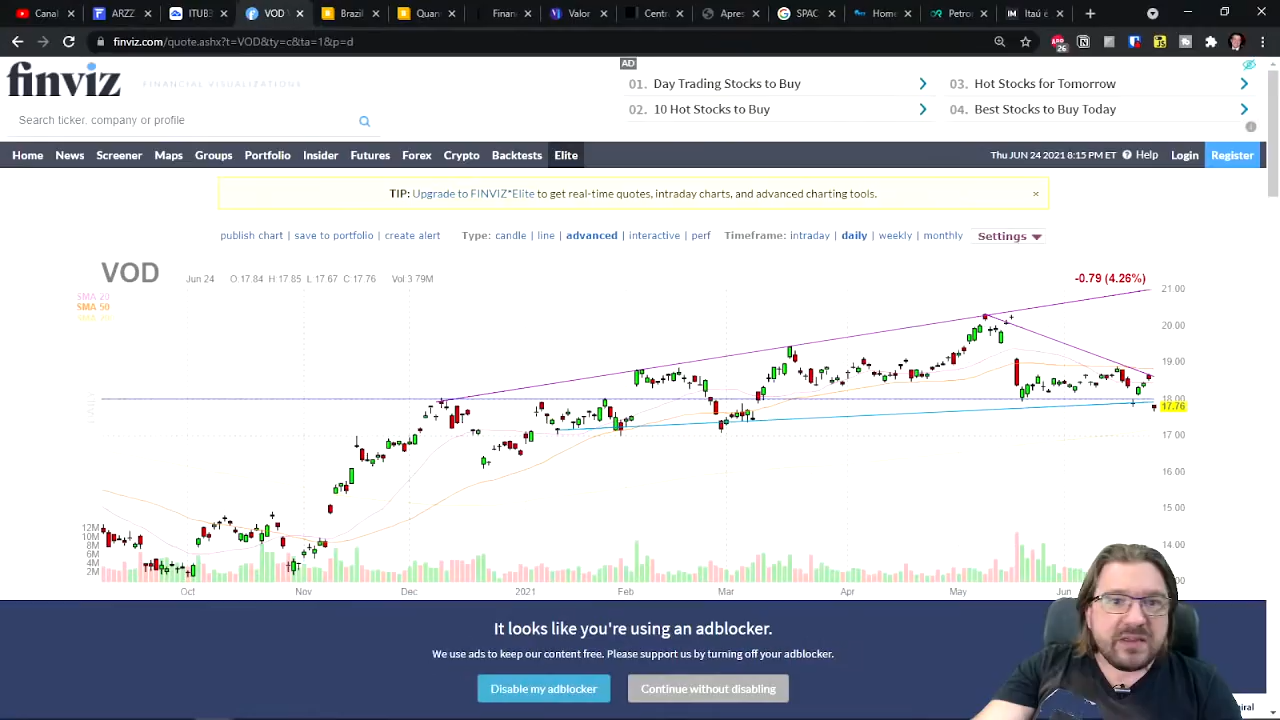 Canal
ARZZ
ITUB3
VOD
Brazil
Quan
Finan
Valor
Centr
Stocks
SPAC
Home
Petro
Itaú e
finviz.com/quote.ashx?t=VOD&ty=c&ta=1&p=d
26
JS
AD
finviz
FINANCIAL VISUALIZATIONS
01. Day Trading Stocks to Buy
03. Hot Stocks for Tomorrow
02. 10 Hot Stocks to Buy
04. Best Stocks to Buy Today
Search ticker, company or profile
Home News Screener Maps Groups Portfolio Insider Futures Forex Crypto Backtests Elite
Thu JUN 24 2021 8:15 PM ET Help Login Register
TIP: Upgrade to FINVIZ*Elite to get real-time quotes, intraday charts, and advanced charting tools. ×
publish chart | save to portfolio | create alert Type: candle | line | advanced | interactive | perf Timeframe: intraday | daily | weekly | monthly Settings
VOD Jun 24 O 17.84 H 17.85 L 17.67 C 17.76 Vol 3.79M -0.79 (4.26%)
SMA 20
SMA 50
21.00
20.00
19.00
18.00
17.76
17.00
16.00
15.00
14.00
12M
10M
8M
6M
4M
2M
Oct Nov Dec 2021 Feb Mar Apr May Jun
It looks like you're using an adblocker.
We use ads to keep our content free. Please support us by turning off your adblocker.
Disable my adblocker
Continue without disabling